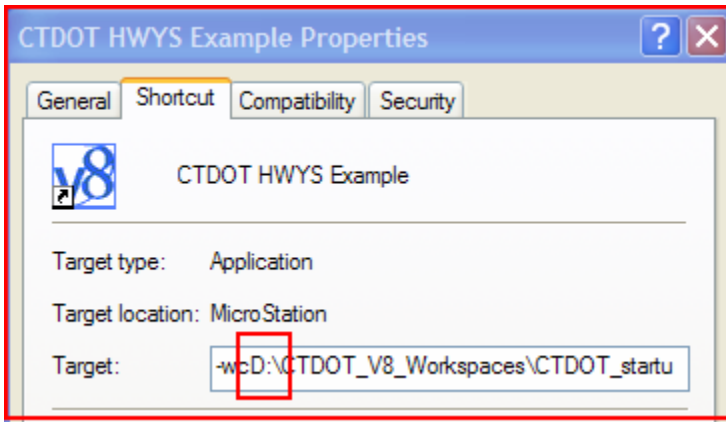 CTDOT HWYS Example Properties
General Shortcut Compatibility Security
v8 CTDOT HWYS Example
Target type: Application
Target location: MicroStation
Target: -wcD:\CTDOT_V8_Workspaces\CTDOT_startu